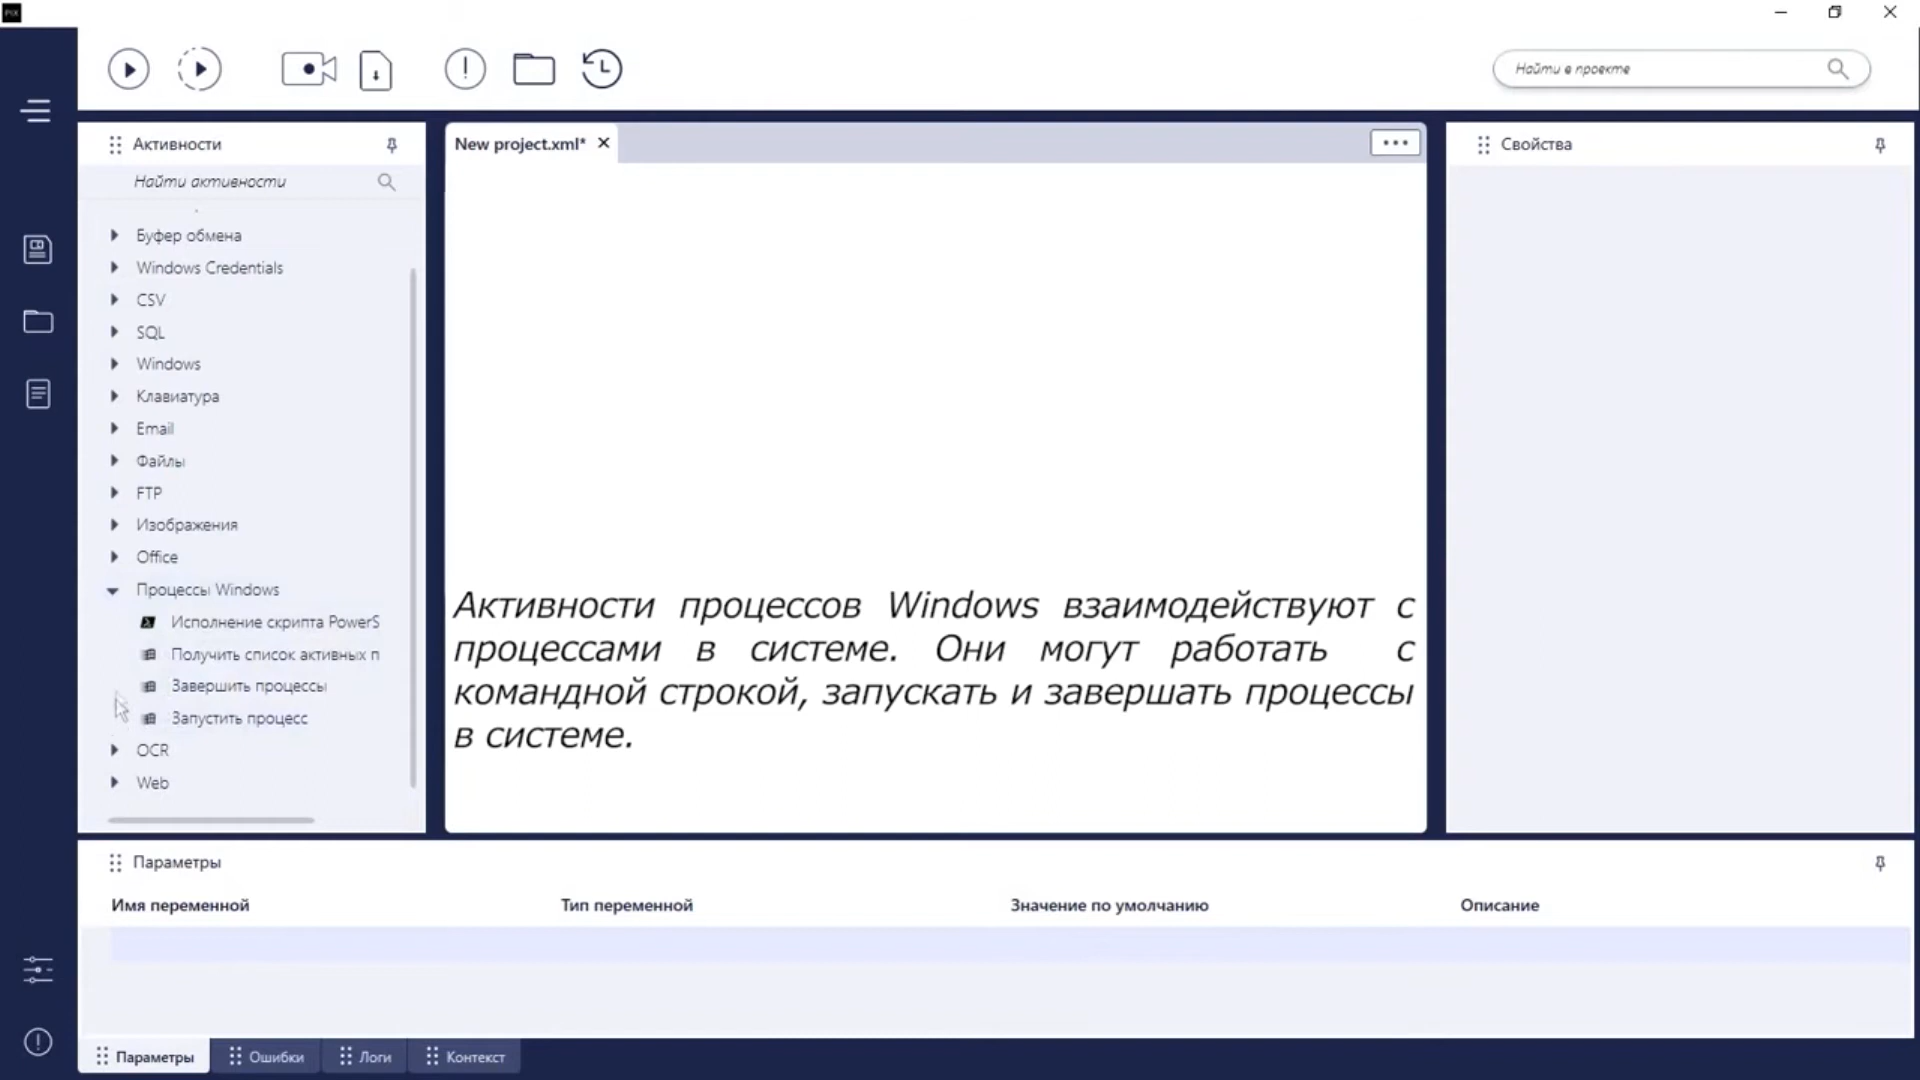 PIX
Найти в проекте
Активности
Найти активности
Буфер обмена
Windows Credentials
CSV
SQL
Windows
Клавиатура
Email
Файлы
FTP
Изображения
Office
Процессы Windows
Исполнение скрипта PowerS
Получить список активных п
Завершить процессы
Запустить процесс
OCR
Web
New project.xml*
Активности процессов Windows взаимодействуют с
процессами в системе. Они могут работать с
командной строкой, запускать и завершать процессы
в системе.
Свойства
Параметры
Имя переменной Тип переменной Значение по умолчанию Описание
Параметры Ошибки Логи Контекст